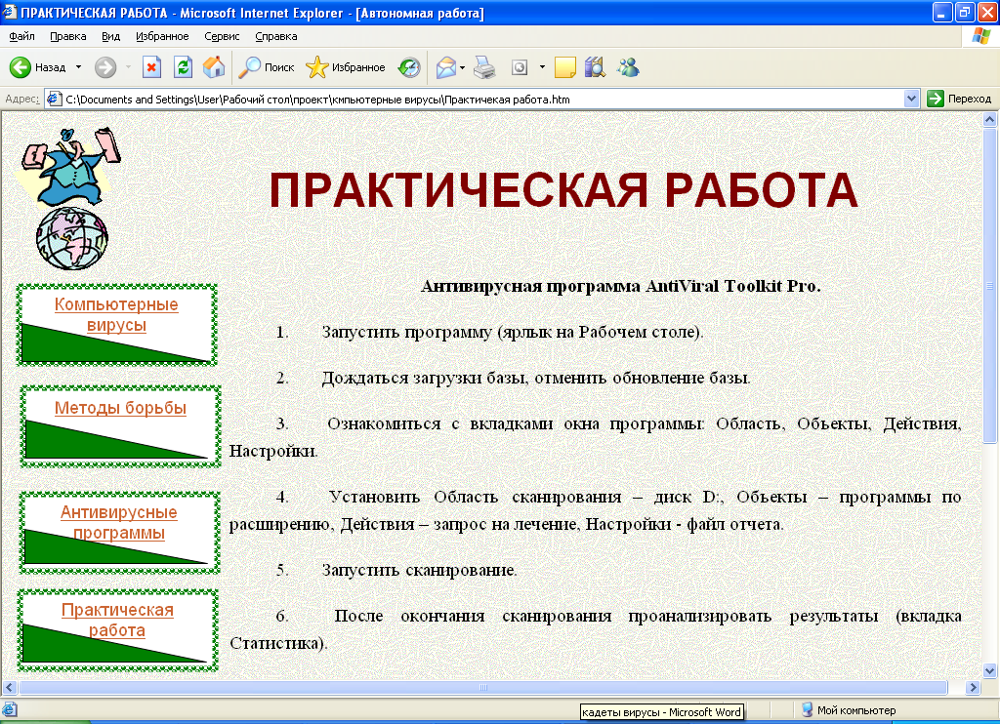 ПРАКТИЧЕСКАЯ РАБОТА - Microsoft Internet Explorer - [Автономная работа]
Файл Правка Вид Избранное Сервис Справка
Назад Поиск Избранное
Адрес: C:\Documents and Settings\User\Рабочий стол\проект\кмпьютерные вирусы\Практичекая работа.htm Переход
ПРАКТИЧЕСКАЯ РАБОТА
Компьютерные
вирусы
Методы борьбы
Антивирусные
программы
Практическая
работа
Антивирусная программа AntiViral Toolkit Pro.
1. Запустить программу (ярлык на Рабочем столе).
2. Дождаться загрузки базы, отменить обновление базы.
3. Ознакомиться с вкладками окна программы: Область, Объекты, Действия,
Настройки.
4. Установить Область сканирования – диск D:, Объекты – программы по
расширению, Действия – запрос на лечение, Настройки - файл отчета.
5. Запустить сканирование.
6. После окончания сканирования проанализировать результаты (вкладка
Статистика).
кадеты вирусы - Microsoft Word
Мой компьютер